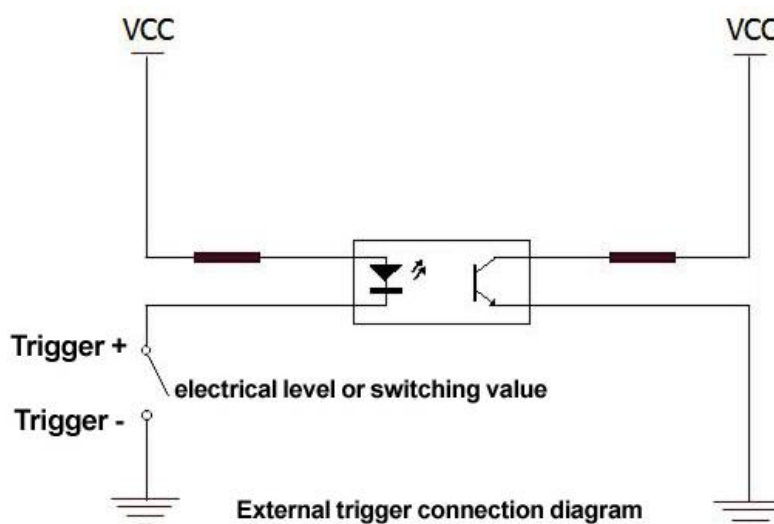 VCC
VCC
Trigger +
electrical level or switching value
Trigger -
External trigger connection diagram